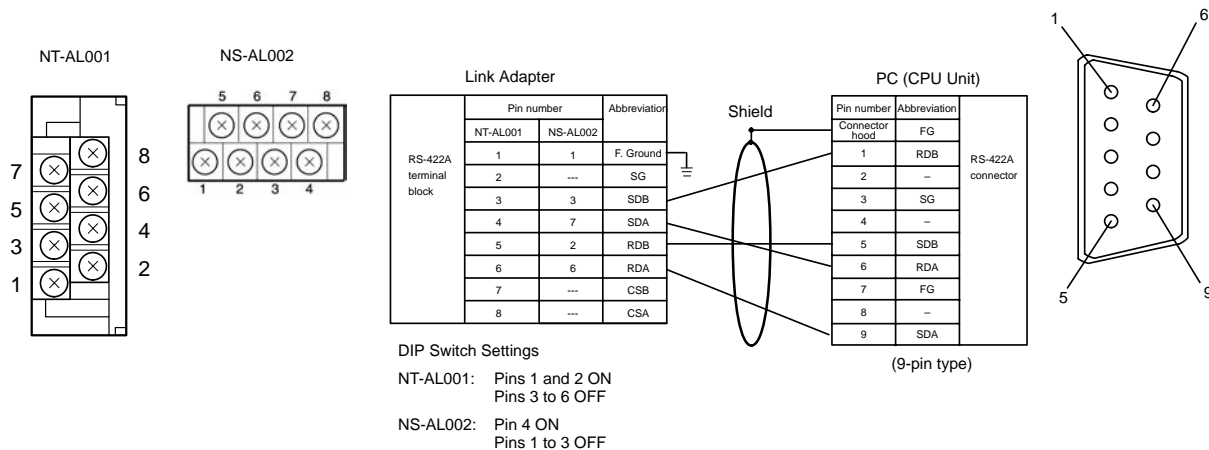 NT-AL001
8
7
6
5
4
3
2
1
NS-AL002
5 6 7 8
1 2 3 4
Link Adapter
RS-422A
terminal
block
Pin number Abbreviation
NT-AL001 NS-AL002
1 1 F. Ground
2 --- SG
3 3 SDB
4 7 SDA
5 2 RDB
6 6 RDA
7 --- CSB
8 --- CSA
Shield
PC (CPU Unit)
Pin number Abbreviation
Connector
hood FG
1 RDB
2 –
3 SG
4 –
5 SDB
6 RDA
7 FG
8 –
9 SDA
RS-422A
connector
(9-pin type)
1 6
5 9
DIP Switch Settings
NT-AL001: Pins 1 and 2 ON
Pins 3 to 6 OFF
NS-AL002: Pin 4 ON
Pins 1 to 3 OFF